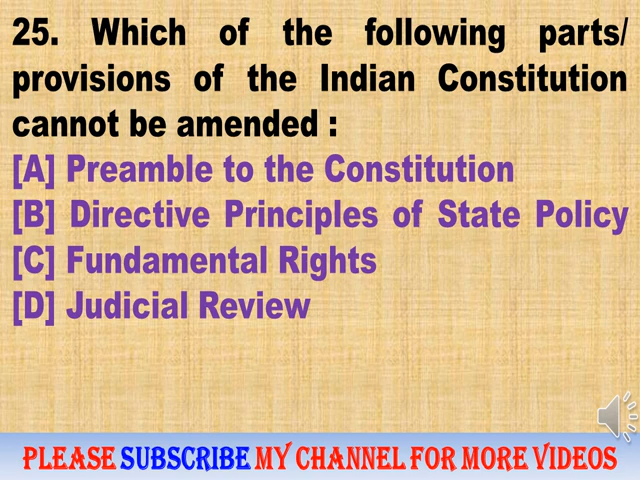 25. Which of the following parts/
provisions of the Indian Constitution
cannot be amended :
[A] Preamble to the Constitution
[B] Directive Principles of State Policy
[C] Fundamental Rights
[D] Judicial Review
PLEASE SUBSCRIBE MY CHANNEL FOR MORE VIDEOS